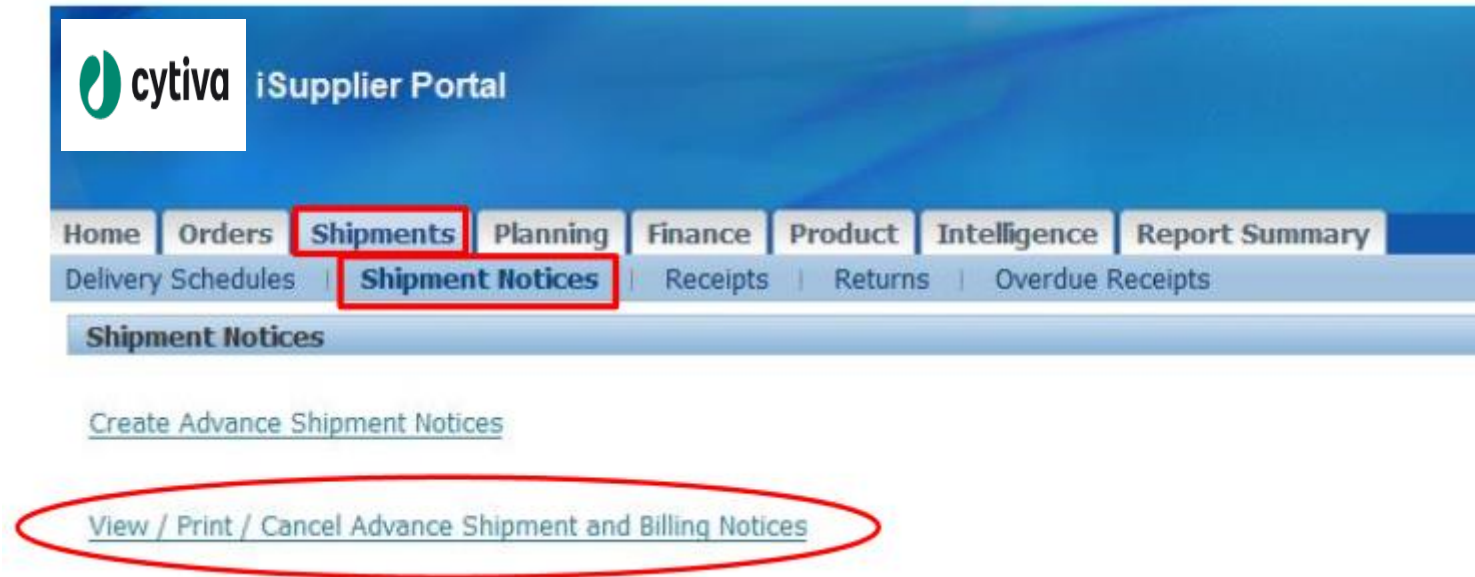 cytiva iSupplier Portal
Home Orders Shipments Planning Finance Product Intelligence Report Summary
Delivery Schedules | Shipment Notices | Receipts | Returns | Overdue Receipts
Shipment Notices
Create Advance Shipment Notices
View / Print / Cancel Advance Shipment and Billing Notices